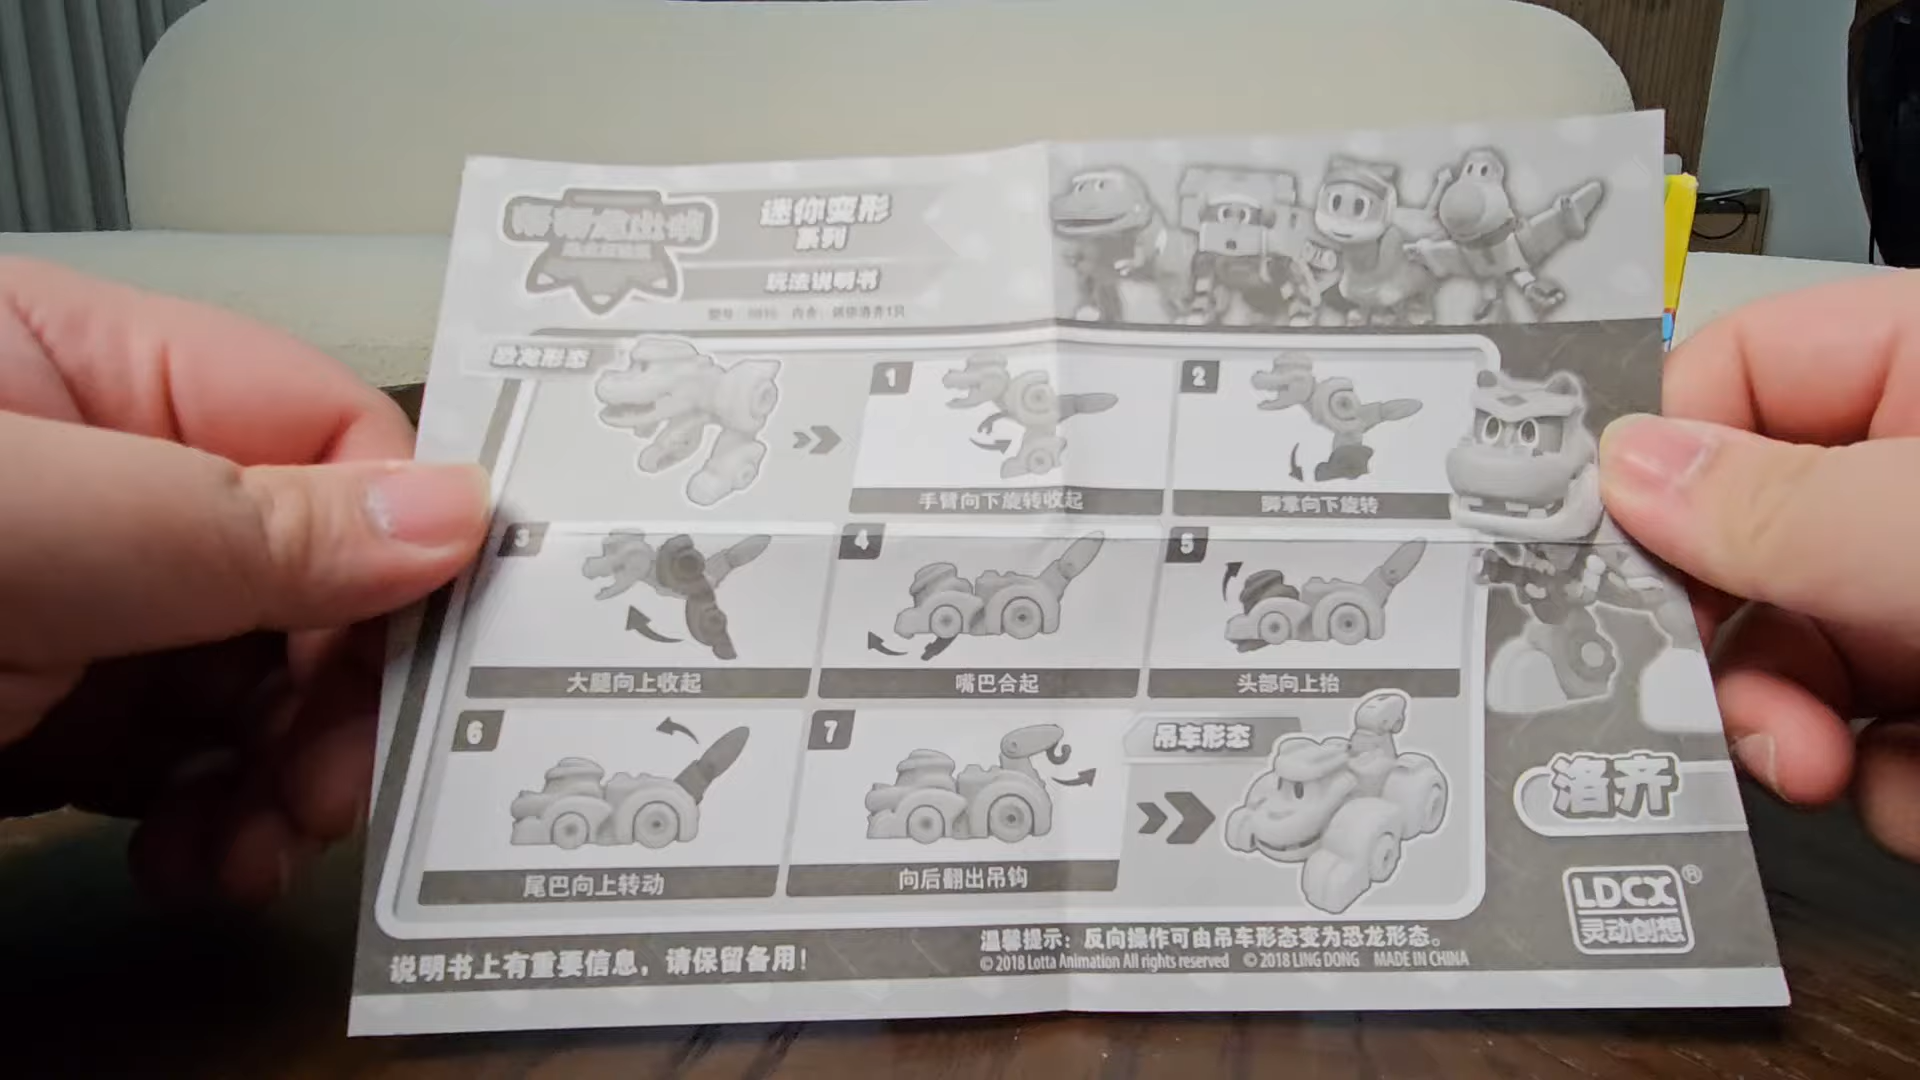 帮帮龙出动
迷你变形
系列
玩法说明书
恐龙形态
1
手臂向下旋转收起
2
脚掌向下旋转
3
大腿向上收起
4
嘴巴合起
5
头部向上抬
6
尾巴向上转动
7
向后翻出吊钩
吊车形态
洛齐
LDCX®
灵动创想
说明书上有重要信息，请保留备用！
温馨提示：反向操作可由吊车形态变为恐龙形态。
© 2018 Lotta Animation All rights reserved © 2018 LING DONG MADE IN CHINA